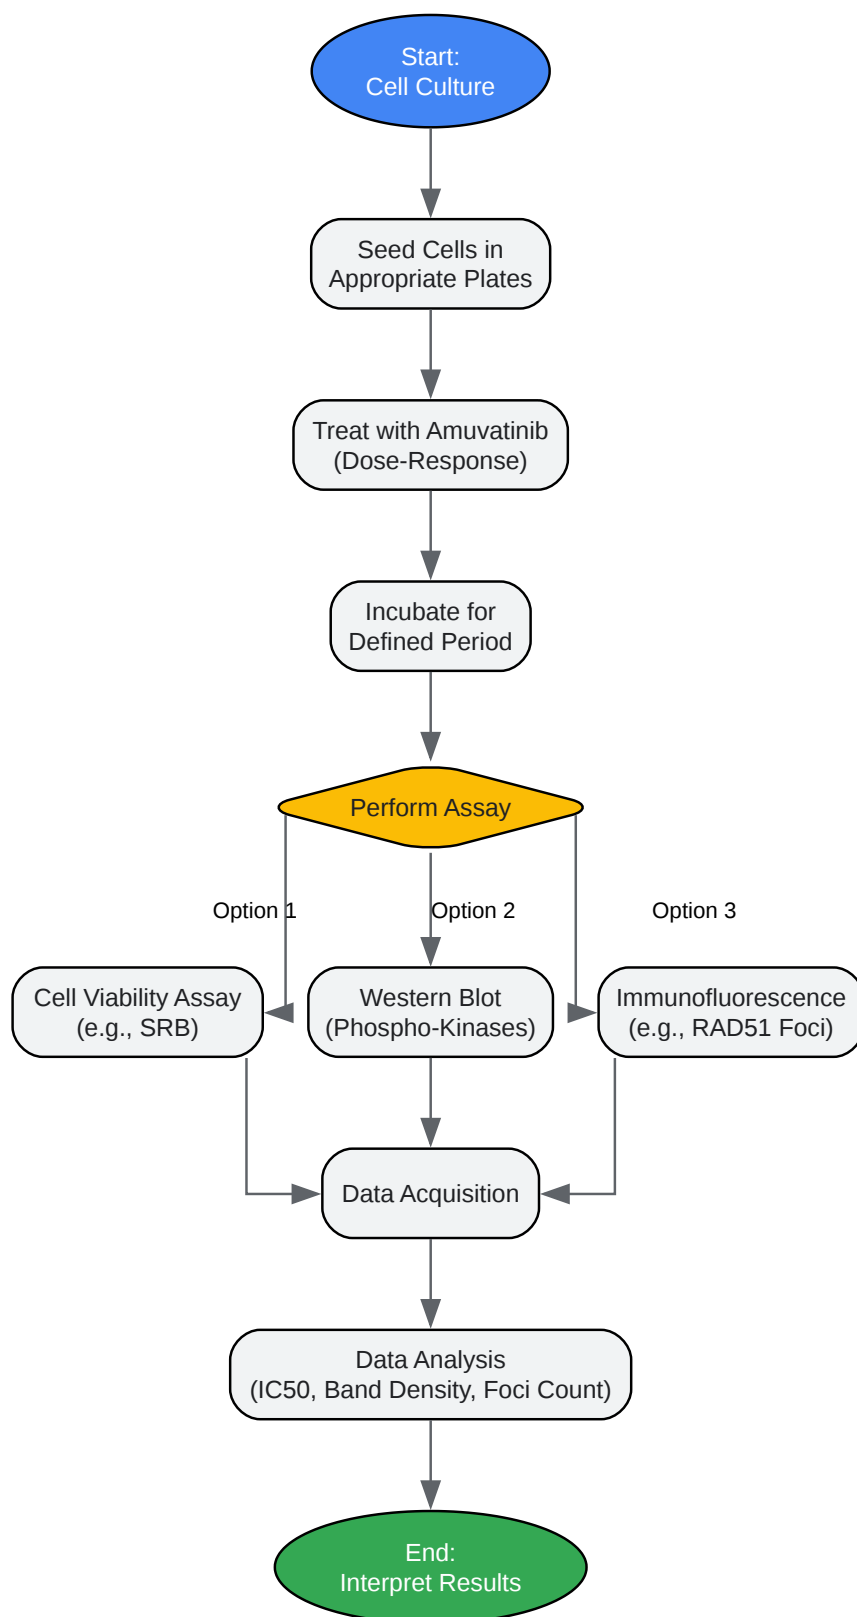 Start:
Cell Culture
Seed Cells in
Appropriate Plates
Treat with Amuvatinib
(Dose-Response)
Incubate for
Defined Period
Perform Assay
Option 1
Option 2
Option 3
Cell Viability Assay
(e.g., SRB)
Western Blot
(Phospho-Kinases)
Immunofluorescence
(e.g., RAD51 Foci)
Data Acquisition
Data Analysis
(IC50, Band Density, Foci Count)
End:
Interpret Results